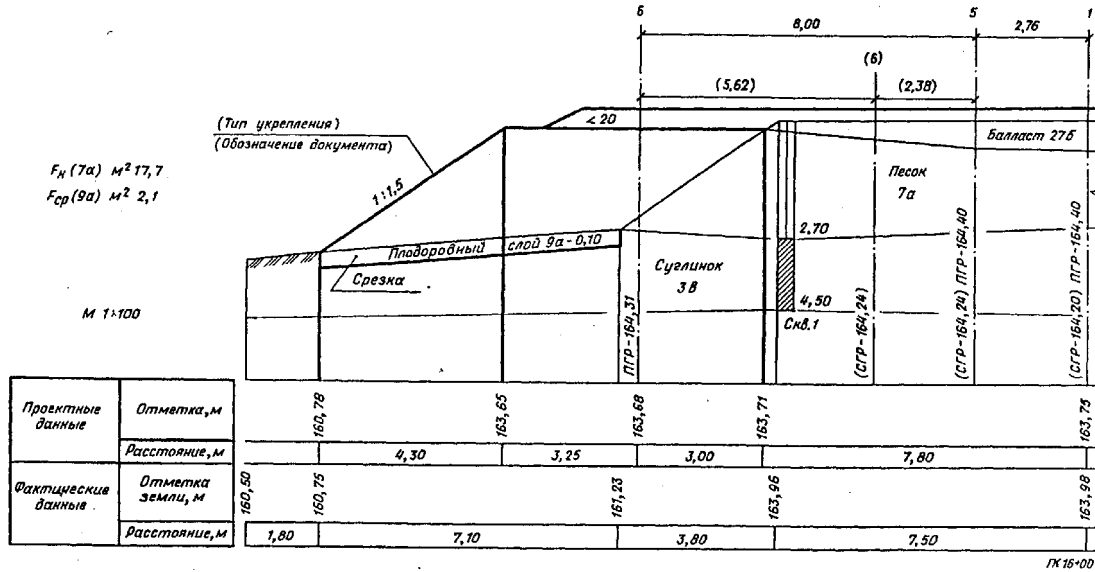 6
5
1
8,00
2,76
(6)
(5,62)
(2,38)
<20
(Тип укрепления)
(Обозначение документа)
Балласт 27б
Fн(7а) м² 17,7
Fср(9а) м² 2,1
1:1,5
Песок
7а
2,70
Плодородный слой 9а-0,10
Срезка
Суглинок
3в
4,50
Скв.1
М 1:100
ПГР-164,31
(СГР-164,24)
(СГР-164,24) ПГР-164,40
(СГР-164,20) ПГР-164,40
Проектные данные
Отметка, м
160,78
163,65
163,68
163,71
163,75
Расстояние, м
4,30
3,25
3,00
7,80
Фактические данные
Отметка земли, м
160,50
160,75
161,23
163,96
163,98
Расстояние, м
1,80
7,10
3,80
7,50
ПК 16+00